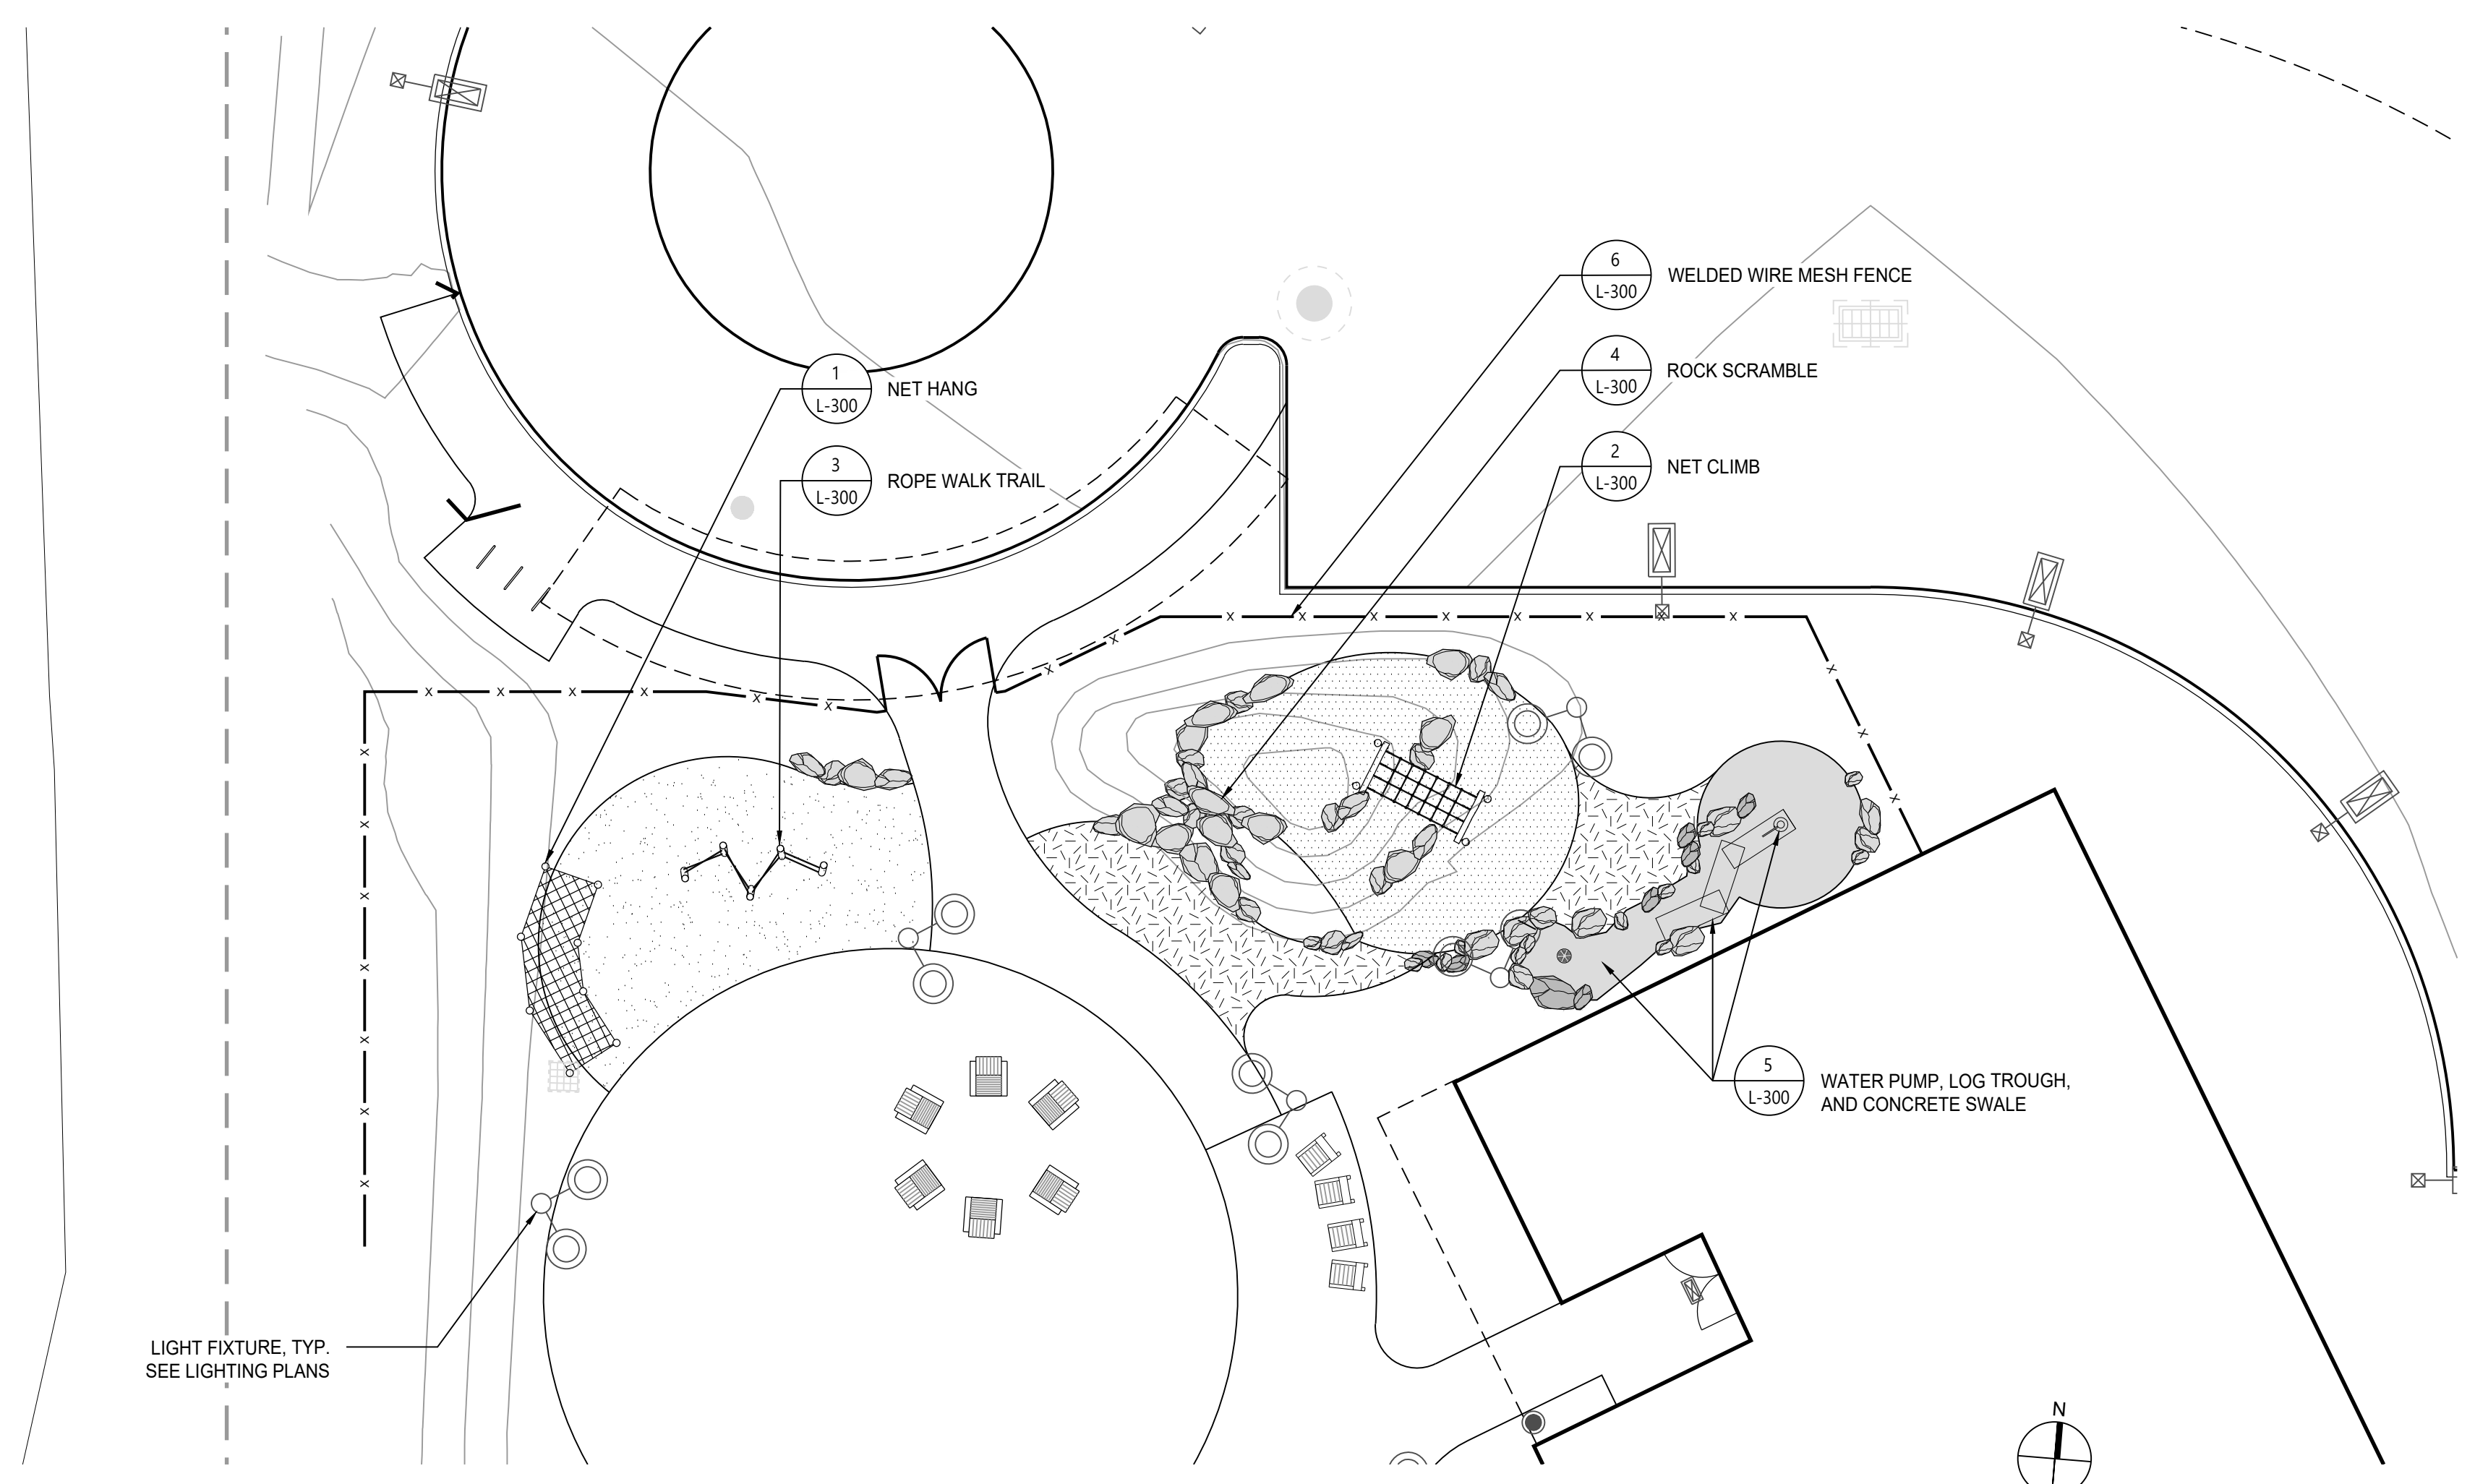 6
L-300
WELDED WIRE MESH FENCE
1
L-300
NET HANG
4
L-300
ROCK SCRAMBLE
3
L-300
ROPE WALK TRAIL
2
L-300
NET CLIMB
5
L-300
WATER PUMP, LOG TROUGH,
AND CONCRETE SWALE
LIGHT FIXTURE, TYP.
SEE LIGHTING PLANS
N